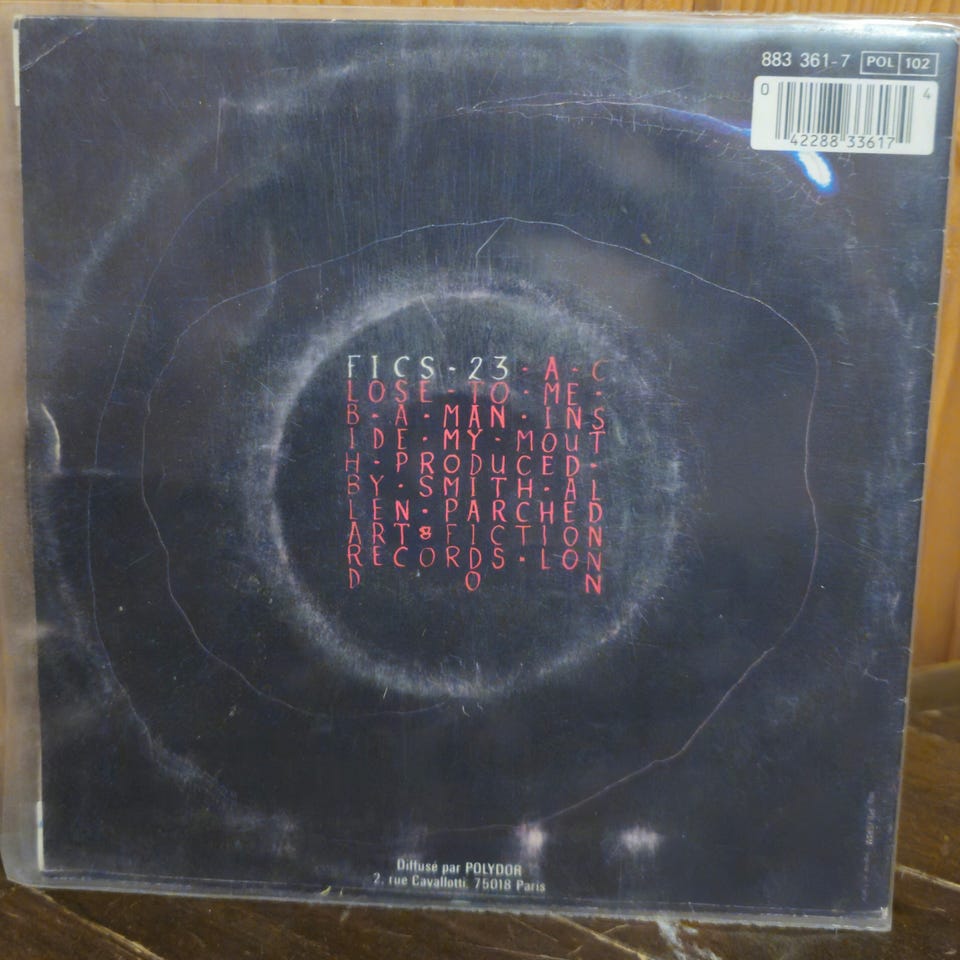 883 361-7 POL 102
0 42288 33617 4
FICS·23·A·C
LOSE·TO·ME·
B·A·MAN·INS
IDE·MY·MOUT
H·PRODUCED·
BY·SMITH·AL
LEN·PARCHED
ART&FICTION
RECORDS·LON
D O N
Diffusé par POLYDOR
2, rue Cavallotti, 75018 Paris